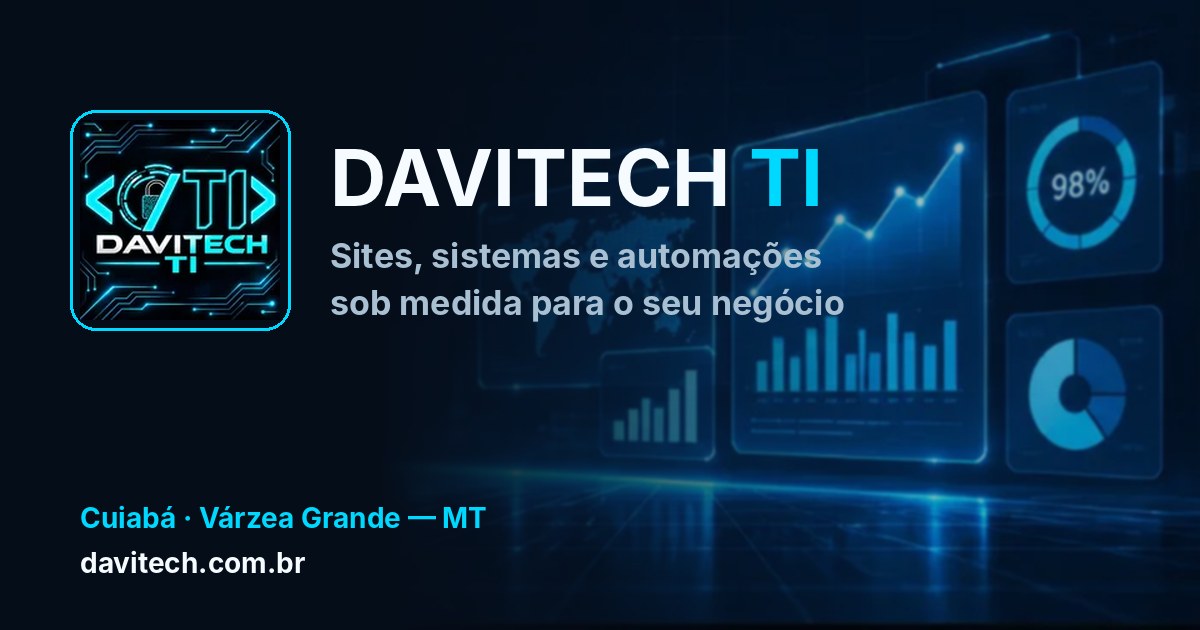 </TI>
DAVITECH
TI
DAVITECH TI
Sites, sistemas e automações
sob medida para o seu negócio
98%
Cuiabá · Várzea Grande — MT
davitech.com.br